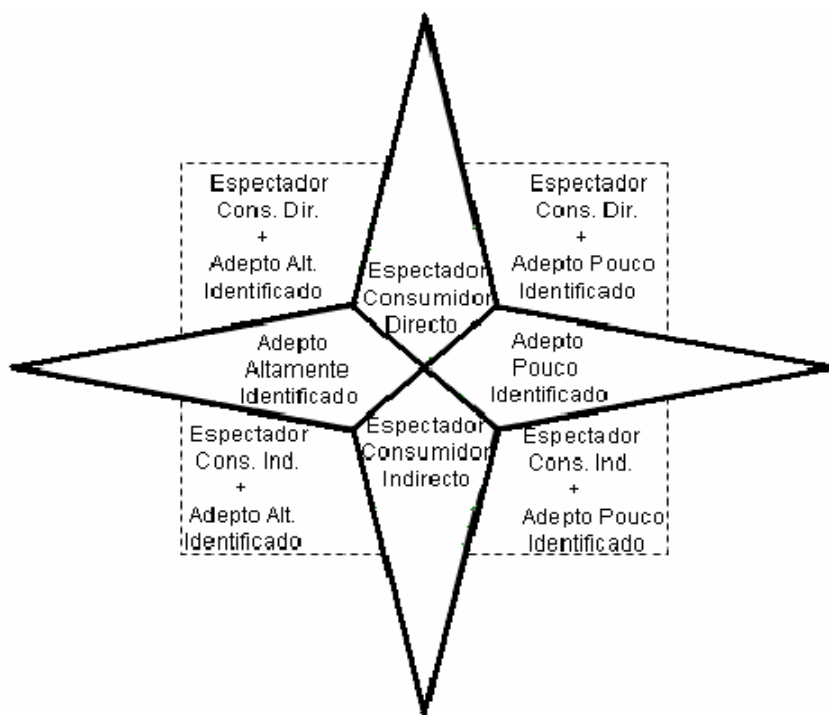 Espectador
Cons. Dir.
+
Adepto Alt.
Identificado
Espectador
Cons. Dir.
+
Adepto Pouco
Identificado
Espectador
Consumidor
Directo
Adepto
Altamente
Identificado
Adepto
Pouco
Identificado
Espectador
Consumidor
Indirecto
Espectador
Cons. Ind.
+
Adepto Alt.
Identificado
Espectador
Cons. Ind.
+
Adepto Pouco
Identificado